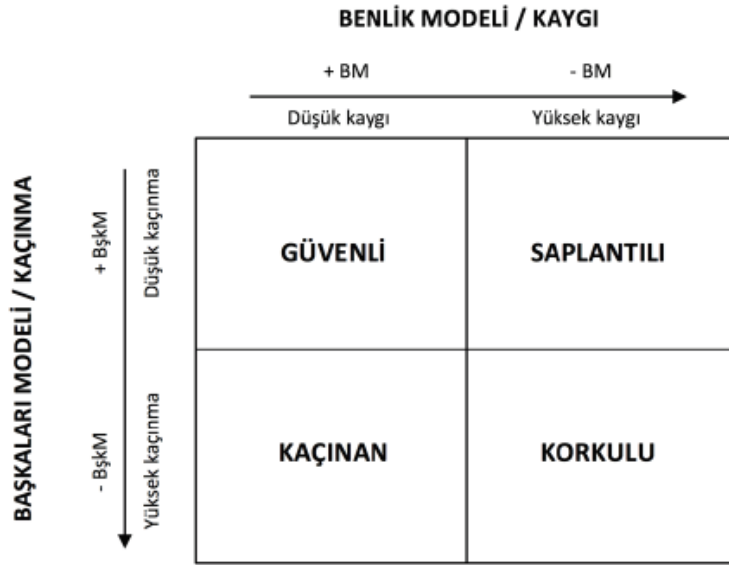 BENLİK MODELİ / KAYGI
+ BM - BM
Düşük kaygı Yüksek kaygı
BAŞKALARI MODELİ / KAÇINMA
+ BşkM
Düşük kaçınma
- BşkM
Yüksek kaçınma
GÜVENLİ SAPLANTILI
KAÇINAN KORKULU